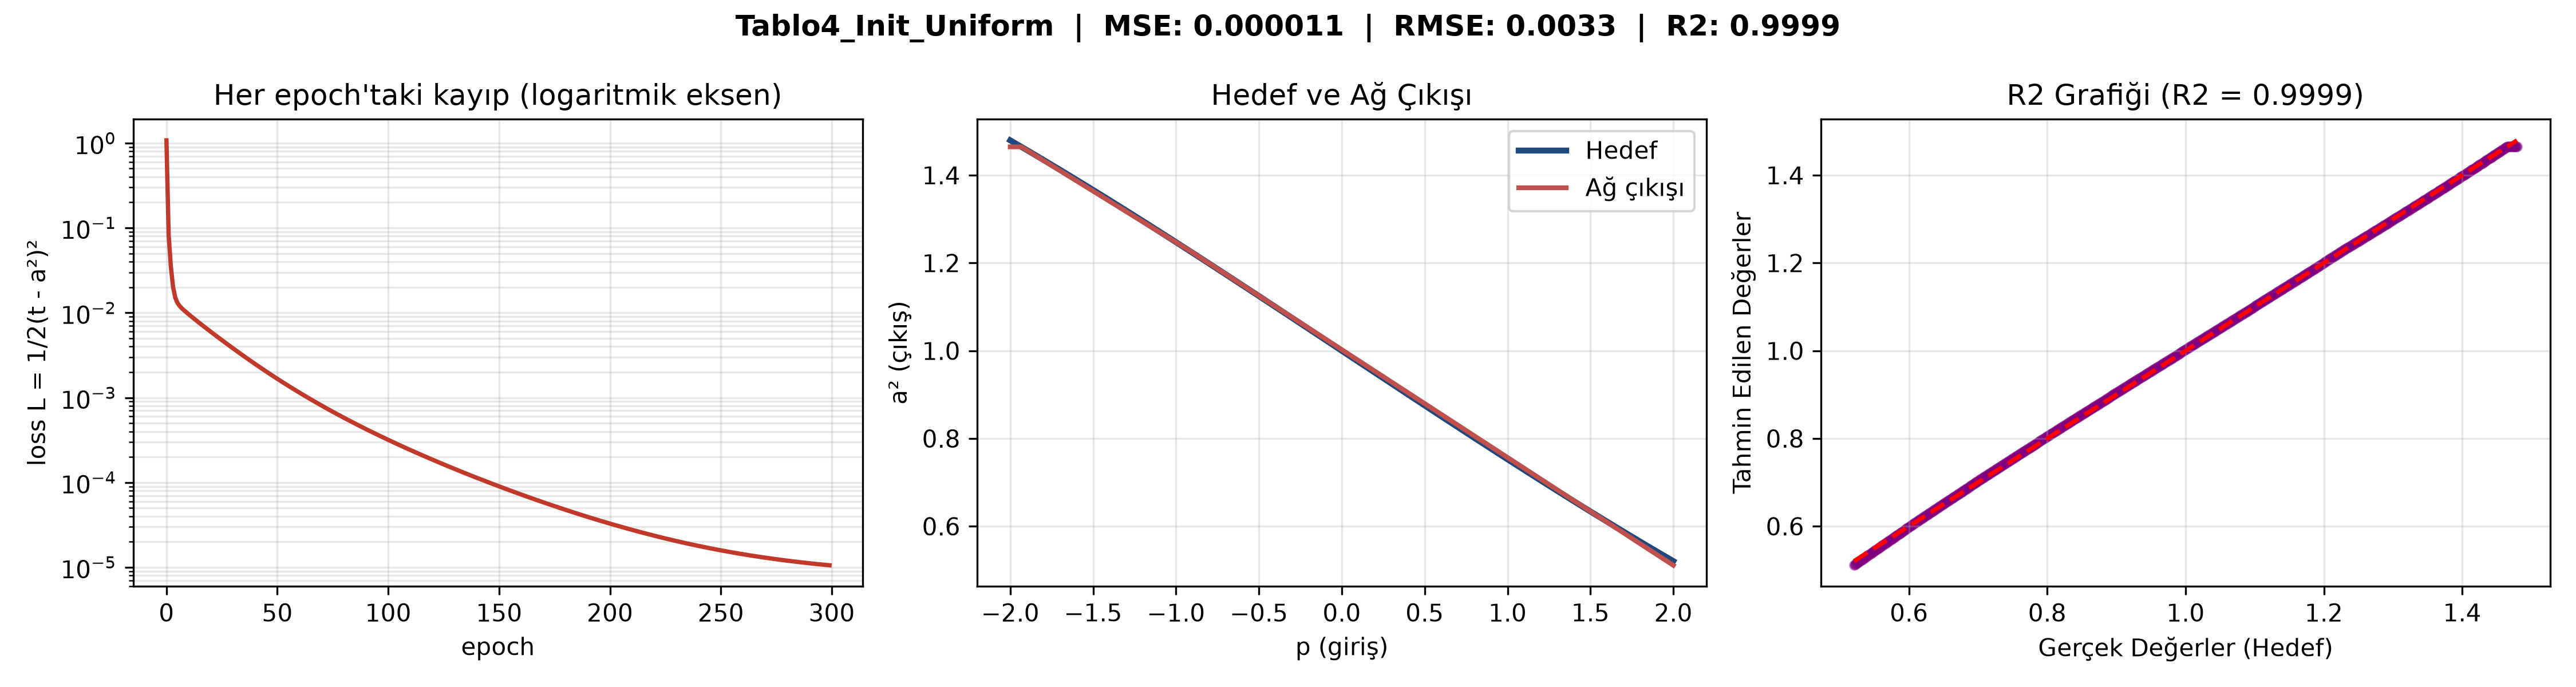 Tablo4_Init_Uniform | MSE: 0.000011 | RMSE: 0.0033 | R2: 0.9999
Her epoch'taki kayıp (logaritmik eksen)
loss L = 1/2(t - a²)²
10⁰
10⁻¹
10⁻²
10⁻³
10⁻⁴
10⁻⁵
0 50 100 150 200 250 300
epoch
Hedef ve Ağ Çıkışı
Hedef
Ağ çıkışı
a² (çıkış)
1.4
1.2
1.0
0.8
0.6
−2.0 −1.5 −1.0 −0.5 0.0 0.5 1.0 1.5 2.0
p (giriş)
R2 Grafiği (R2 = 0.9999)
Tahmin Edilen Değerler
1.4
1.2
1.0
0.8
0.6
0.6 0.8 1.0 1.2 1.4
Gerçek Değerler (Hedef)